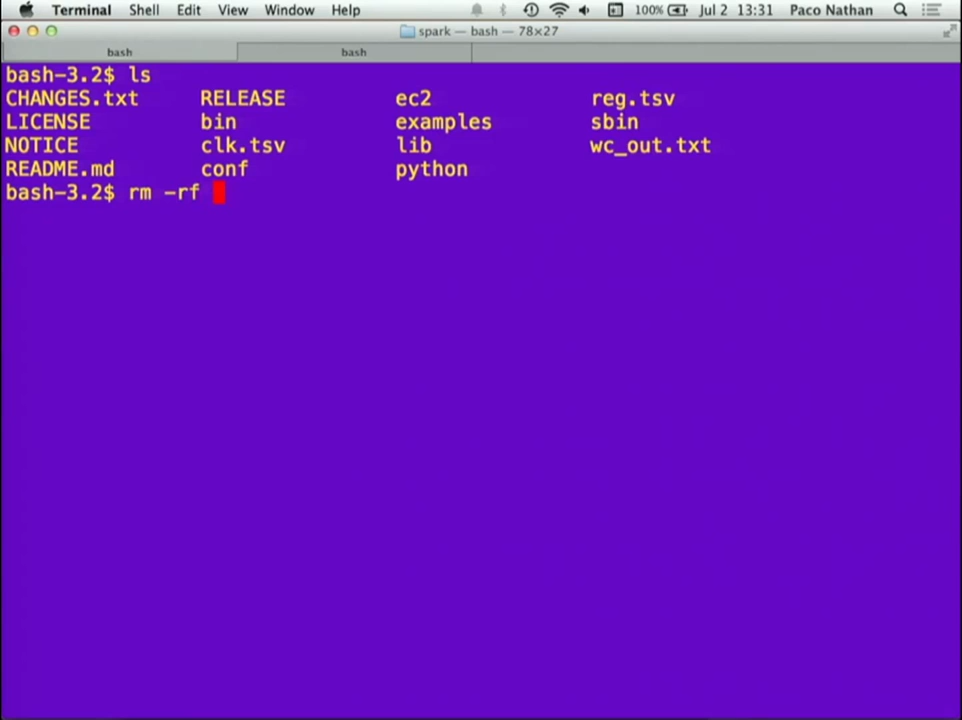 Terminal Shell Edit View Window Help 100% Jul 2 13:31 Paco Nathan
spark — bash — 78×27
bash bash
bash-3.2$ ls
CHANGES.txt RELEASE ec2 reg.tsv
LICENSE bin examples sbin
NOTICE clk.tsv lib wc_out.txt
README.md conf python
bash-3.2$ rm -rf